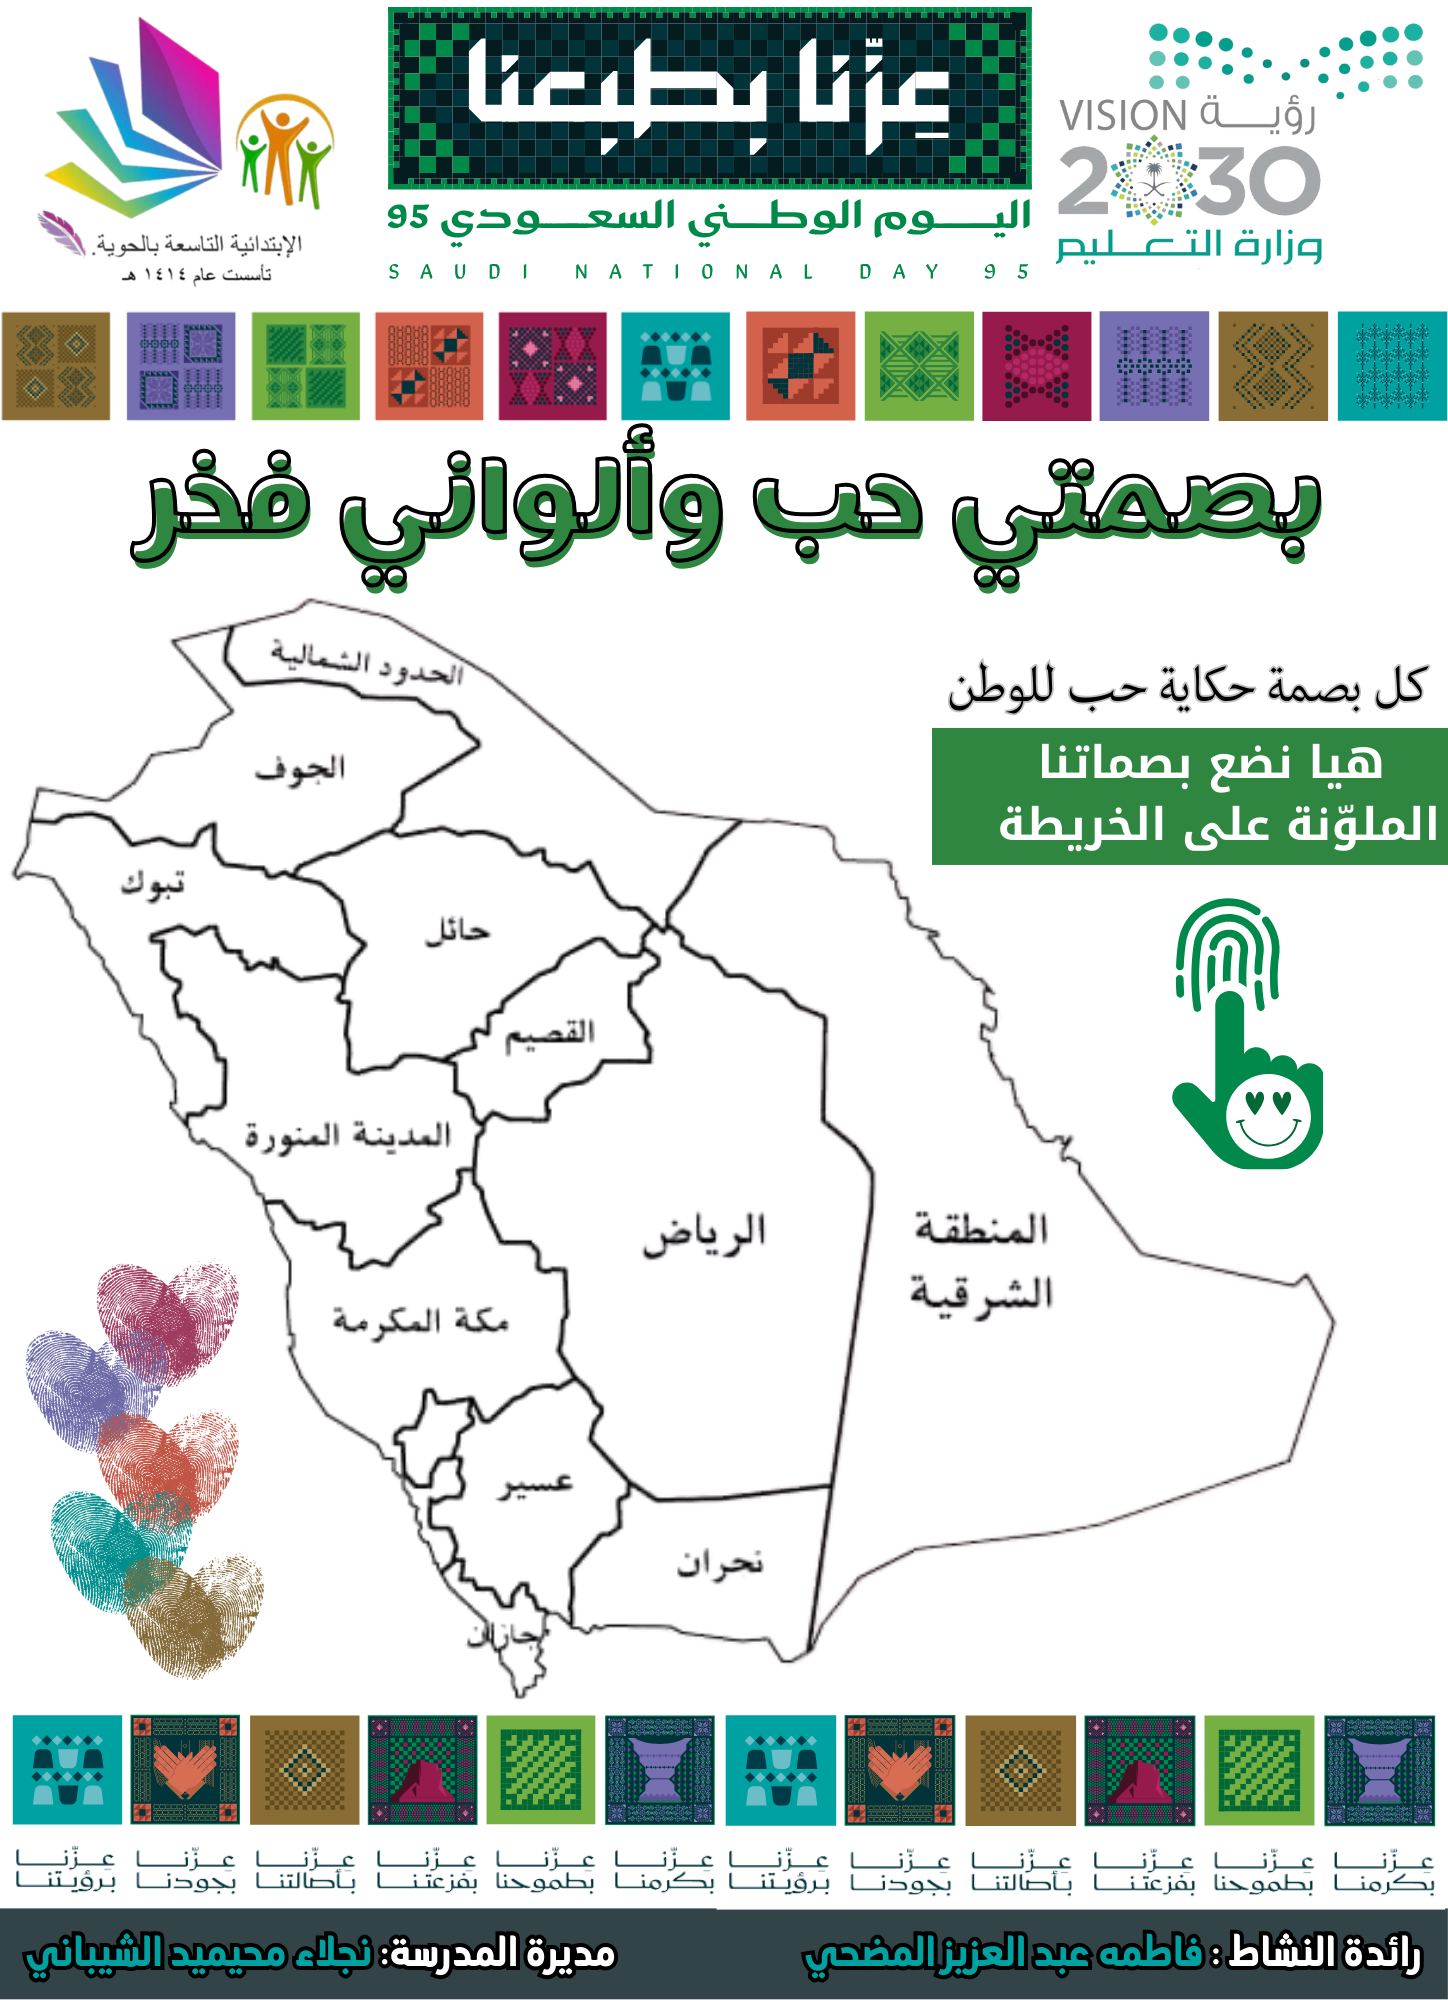 عزّنا بطبعنا
اليوم الوطني السعودي 95
SAUDI NATIONAL DAY 95
VISION رؤية
2030
وزارة التعليم
الإبتدائية التاسعة بالحوية.
تأسست عام ١٤١٤ هـ
بصمتي حب وألواني فخر
كل بصمة حكاية حب للوطن
هيا نضع بصماتنا
الملوّنة على الخريطة
الحدود الشمالية
الجوف
تبوك
حائل
القصيم
المدينة المنورة
الرياض
المنطقة
الشرقية
مكة المكرمة
عسير
نحران
جازان
عزّنا بكرمنا
عزّنا بطموحنا
عزّنا بفزعتنا
عزّنا بأصالتنا
عزّنا بجودنا
عزّنا برؤيتنا
عزّنا بكرمنا
عزّنا بطموحنا
عزّنا بفزعتنا
عزّنا بأصالتنا
عزّنا بجودنا
عزّنا برؤيتنا
رائدة النشاط : فاطمه عبد العزيز المضحي
مديرة المدرسة: نجلاء محيميد الشيباني